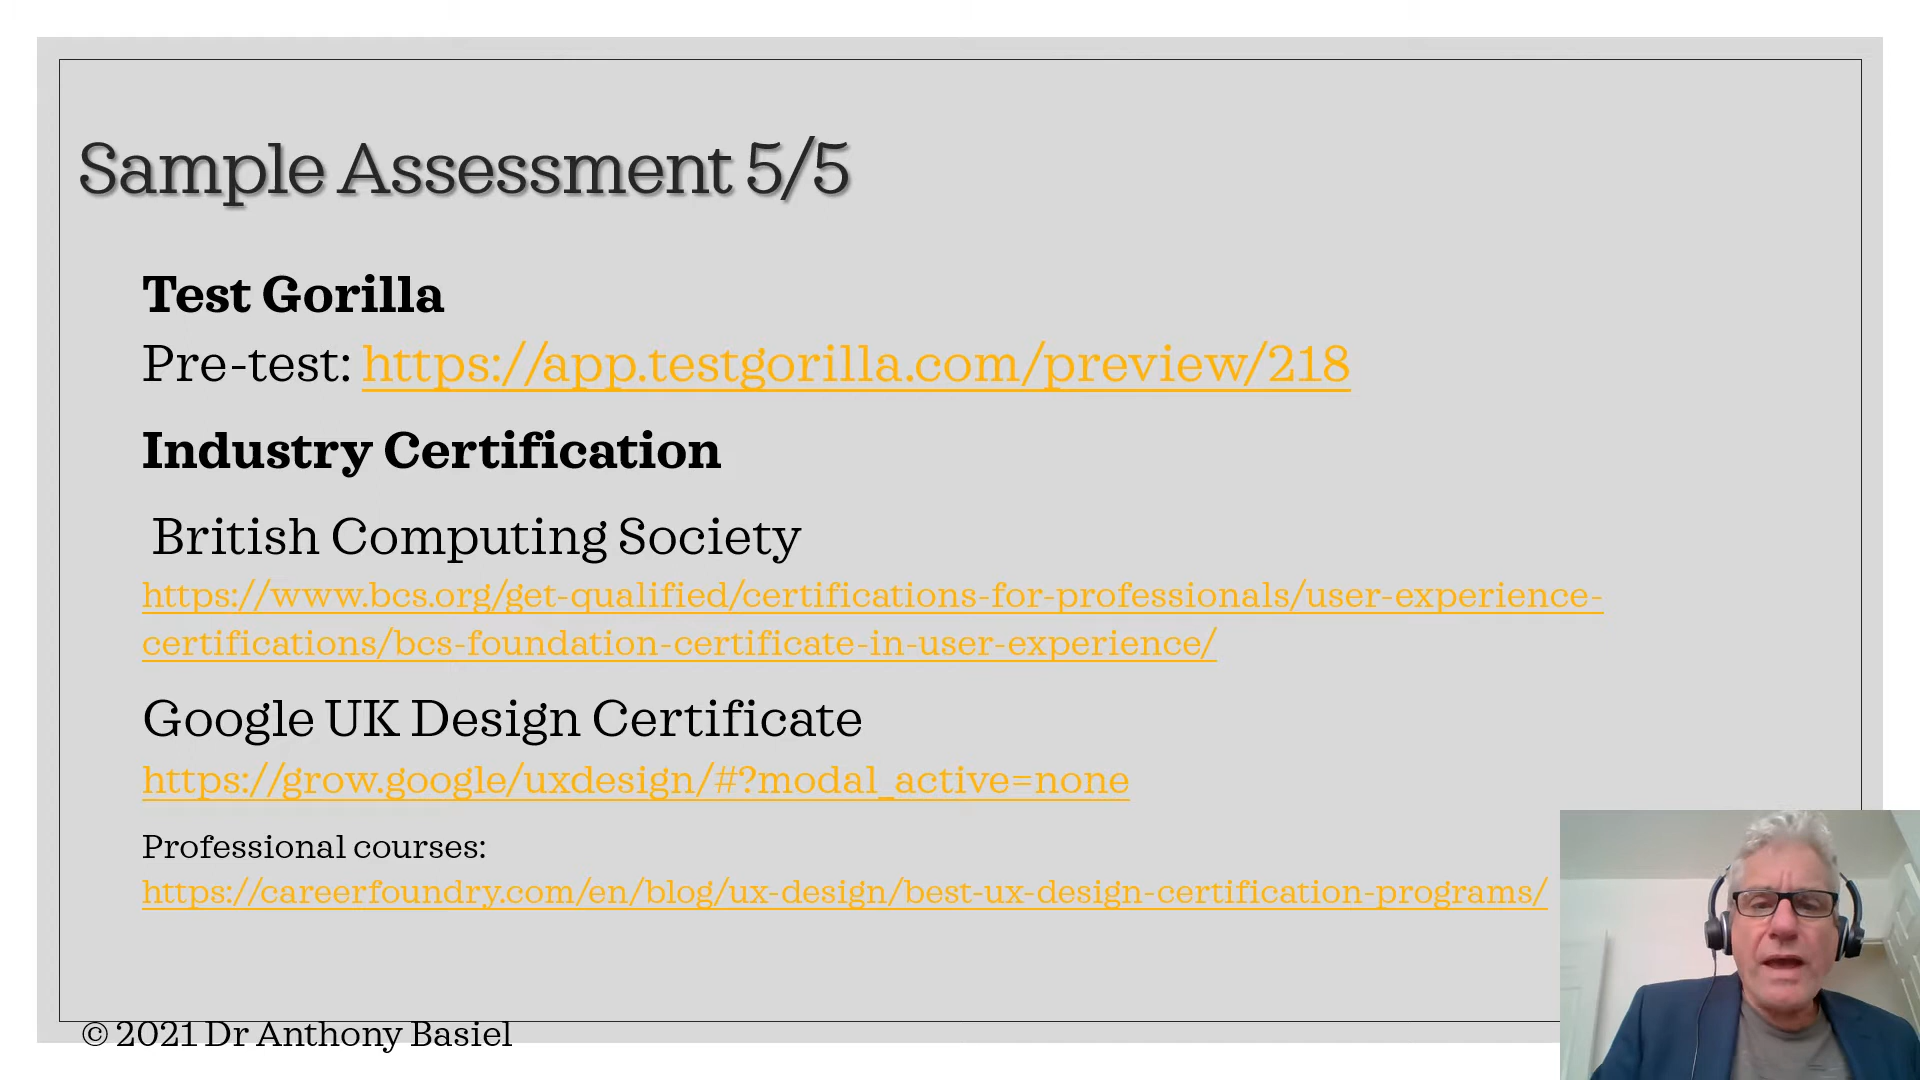 Sample Assessment 5/5
Test Gorilla
Pre-test: https://app.testgorilla.com/preview/218
Industry Certification
British Computing Society
https://www.bcs.org/get-qualified/certifications-for-professionals/user-experience-
certifications/bcs-foundation-certificate-in-user-experience/
Google UK Design Certificate
https://grow.google/uxdesign/#?modal_active=none
Professional courses:
https://careerfoundry.com/en/blog/ux-design/best-ux-design-certification-programs/
© 2021 Dr Anthony Basiel